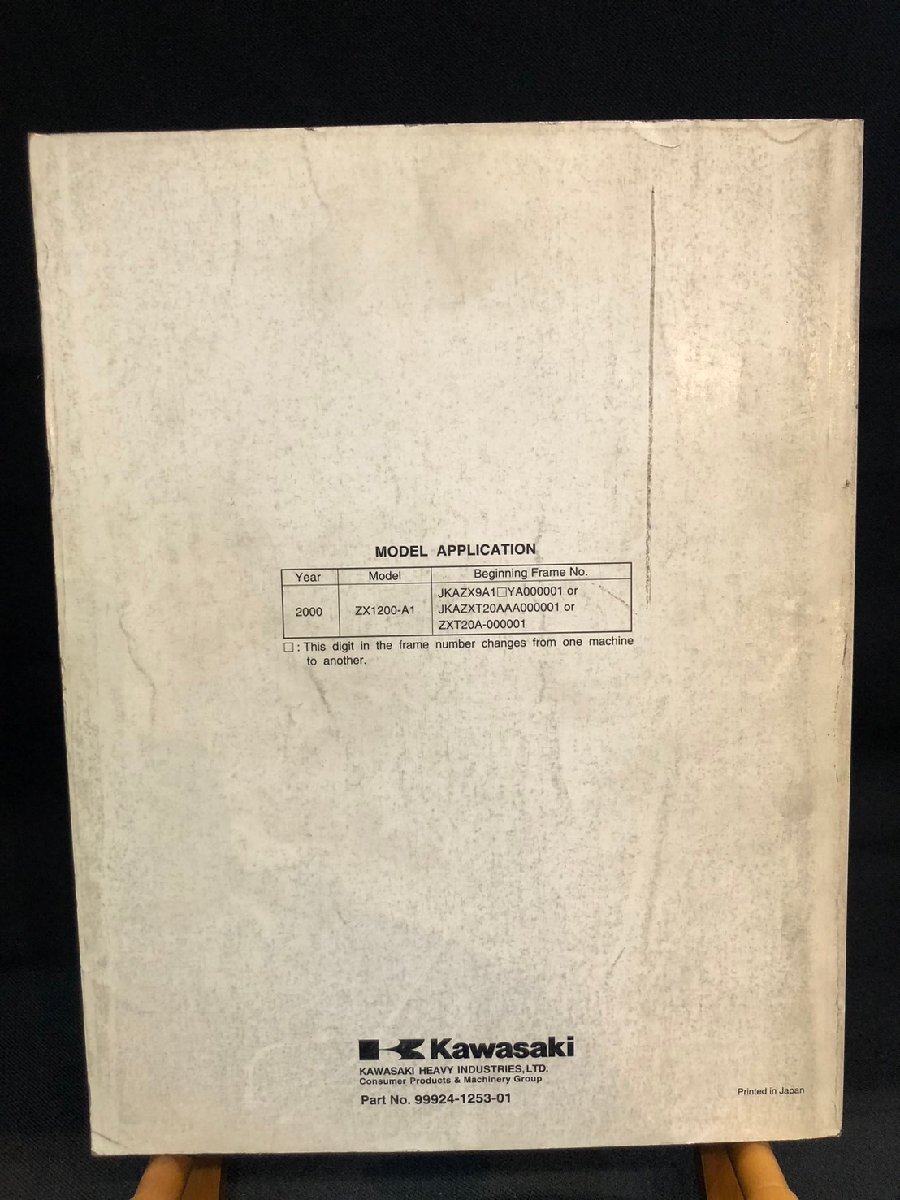 MODEL APPLICATION
Year Model Beginning Frame No.
2000 ZX1200-A1 JKAZX9A1□YA000001 or
JKAZXT20AAA000001 or
ZXT20A-000001
□: This digit in the frame number changes from one machine
to another.
Kawasaki
KAWASAKI HEAVY INDUSTRIES,LTD.
Consumer Products & Machinery Group
Part No. 99924-1253-01
Printed in Japan